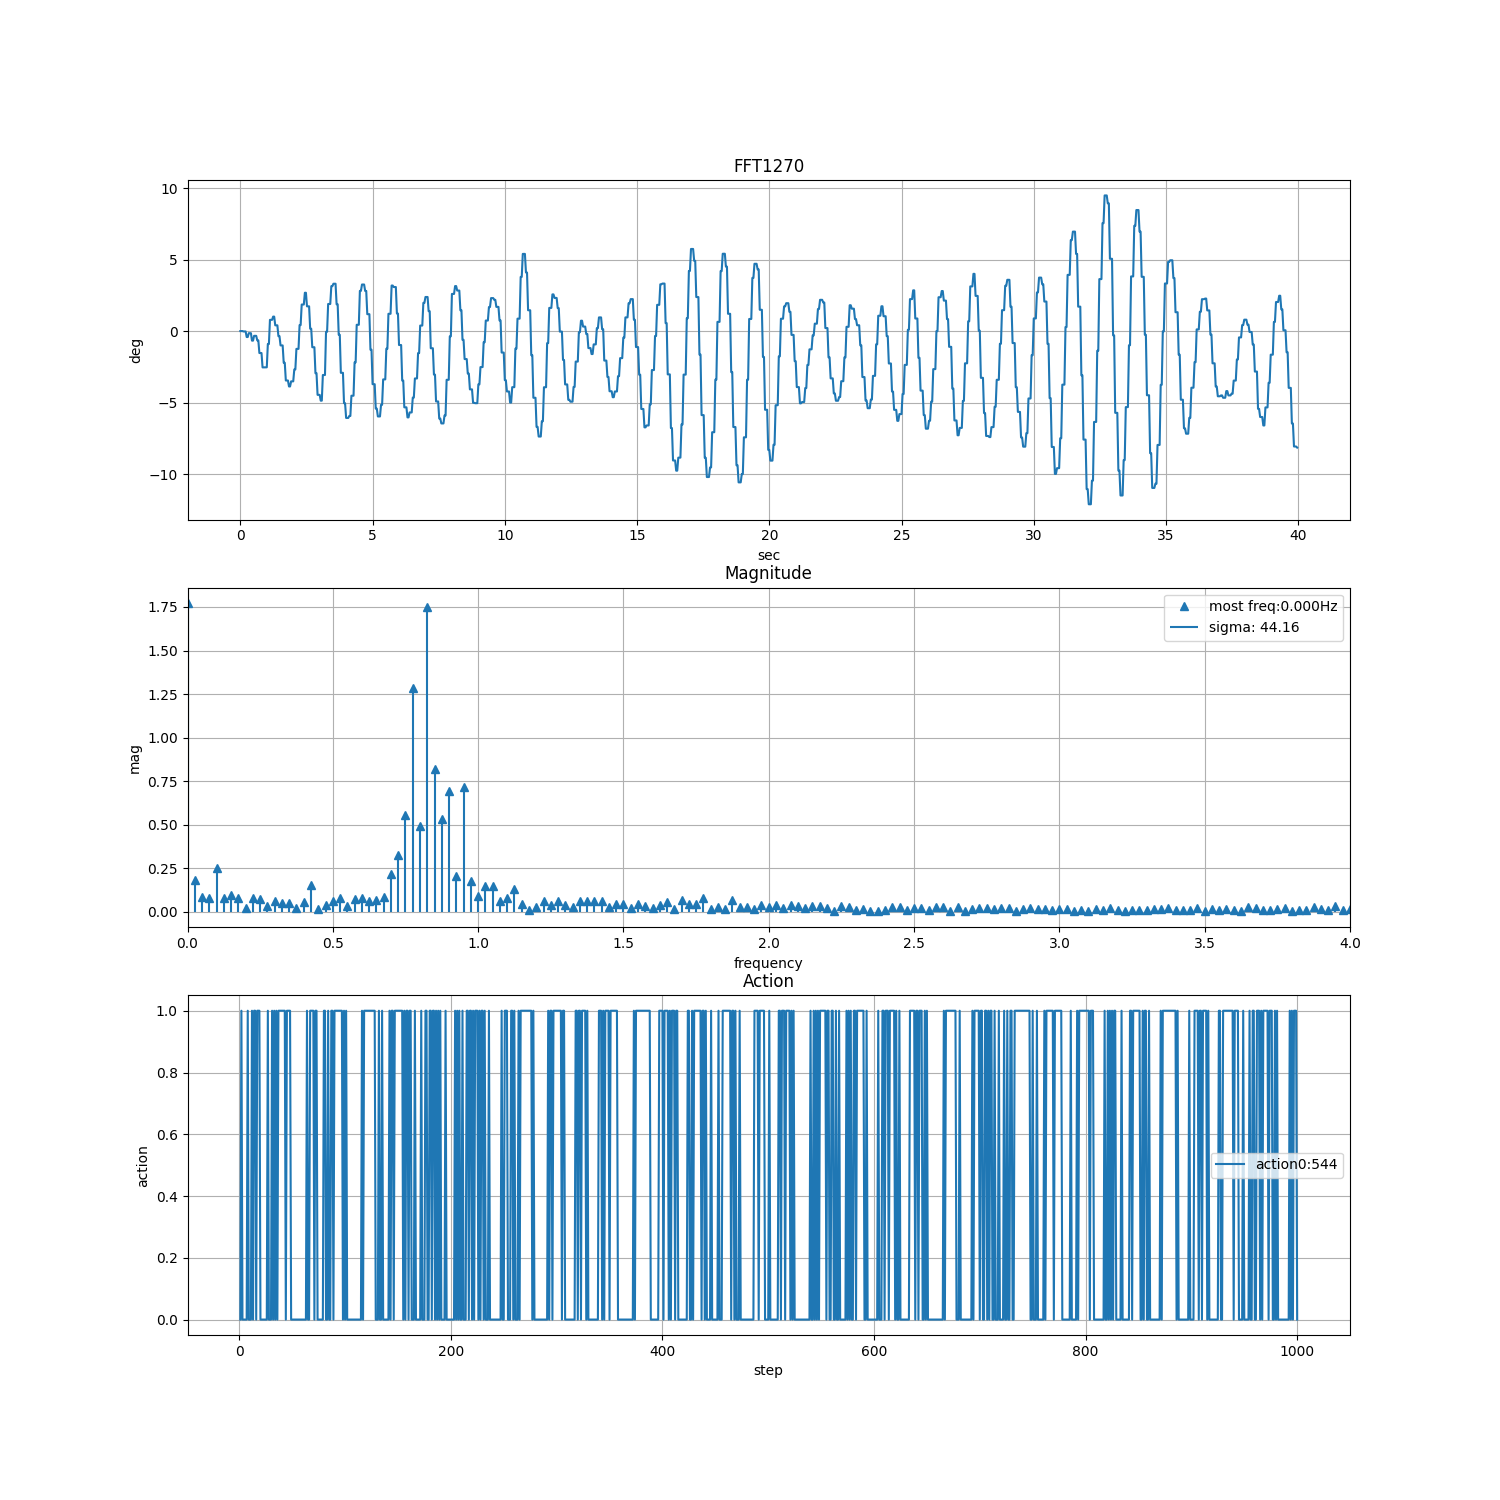 FFT1270
10
5
0
−5
−10
deg
0 5 10 15 20 25 30 35 40
sec
Magnitude
1.75
1.50
1.25
1.00
0.75
0.50
0.25
0.00
mag
most freq:0.000Hz
sigma: 44.16
0.0 0.5 1.0 1.5 2.0 2.5 3.0 3.5 4.0
frequency
Action
1.0
0.8
0.6
0.4
0.2
0.0
action
action0:544
0 200 400 600 800 1000
step